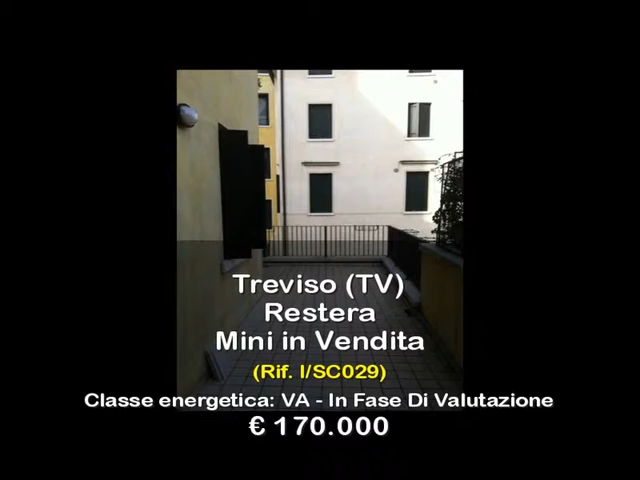 Treviso (TV)
Restera
Mini in Vendita
(Rif. I/SC029)
Classe energetica: VA - In Fase Di Valutazione
€ 170.000